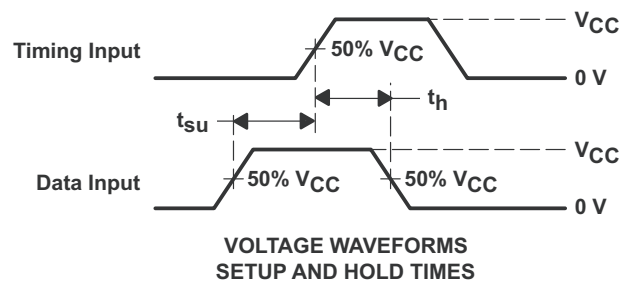 VCC
Timing Input
50% VCC
0 V
th
tsu
VCC
Data Input
50% VCC
50% VCC
0 V
VOLTAGE WAVEFORMS
SETUP AND HOLD TIMES